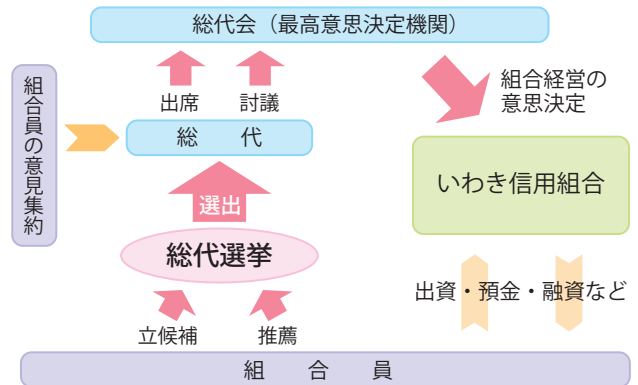 総代会（最高意思決定機関）
出席
討議
組合経営の
意思決定
組合員の意見集約
総代
いわき信用組合
選出
総代選挙
出資・預金・融資など
立候補
推薦
組合員